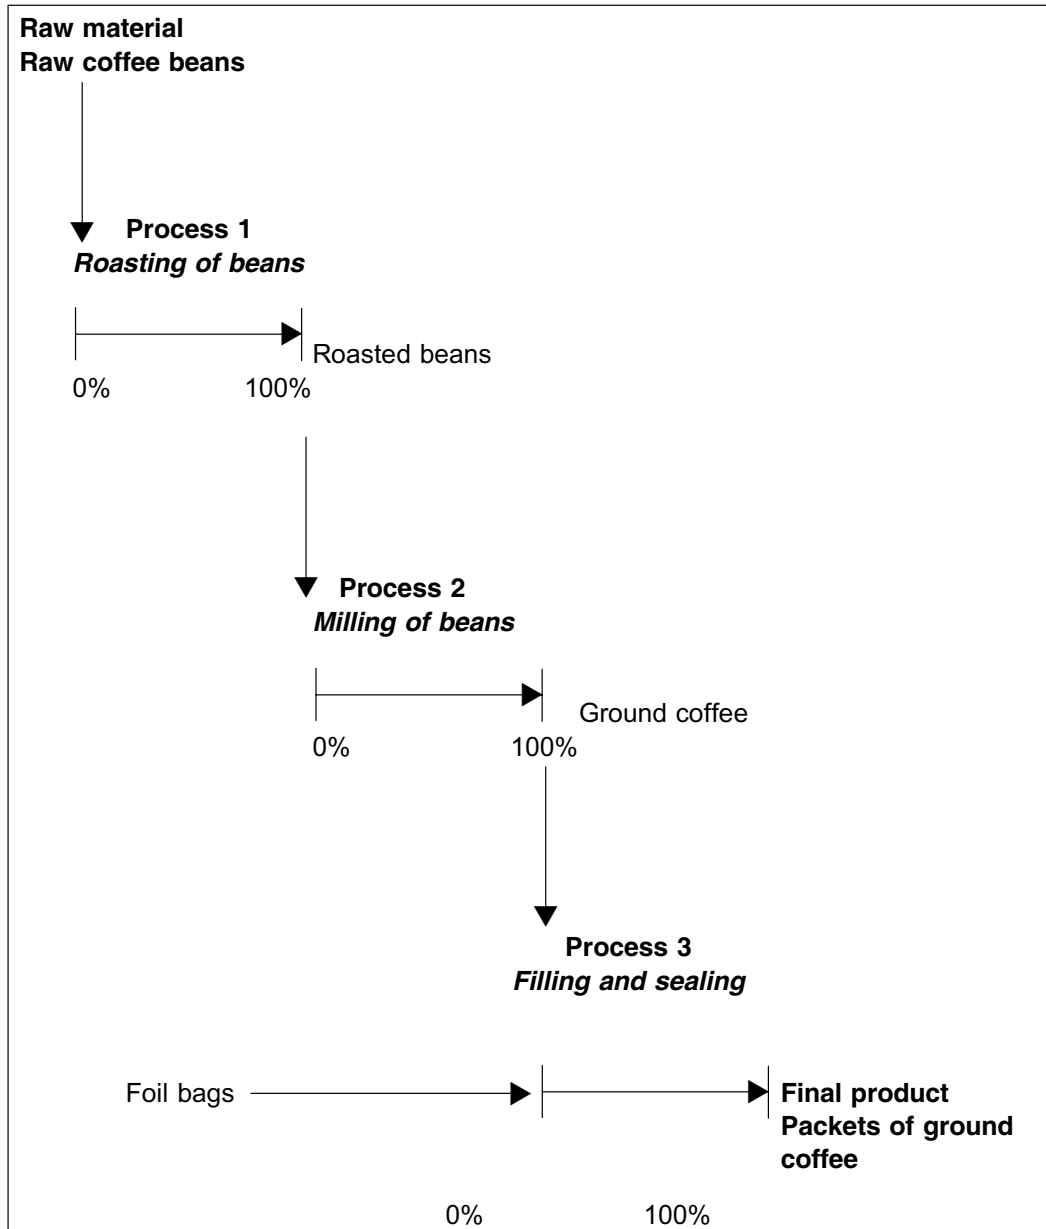 Raw material
Raw coffee beans
Process 1
Roasting of beans
Roasted beans
0% 100%
Process 2
Milling of beans
Ground coffee
0% 100%
Process 3
Filling and sealing
Foil bags
Final product
Packets of ground
coffee
0% 100%